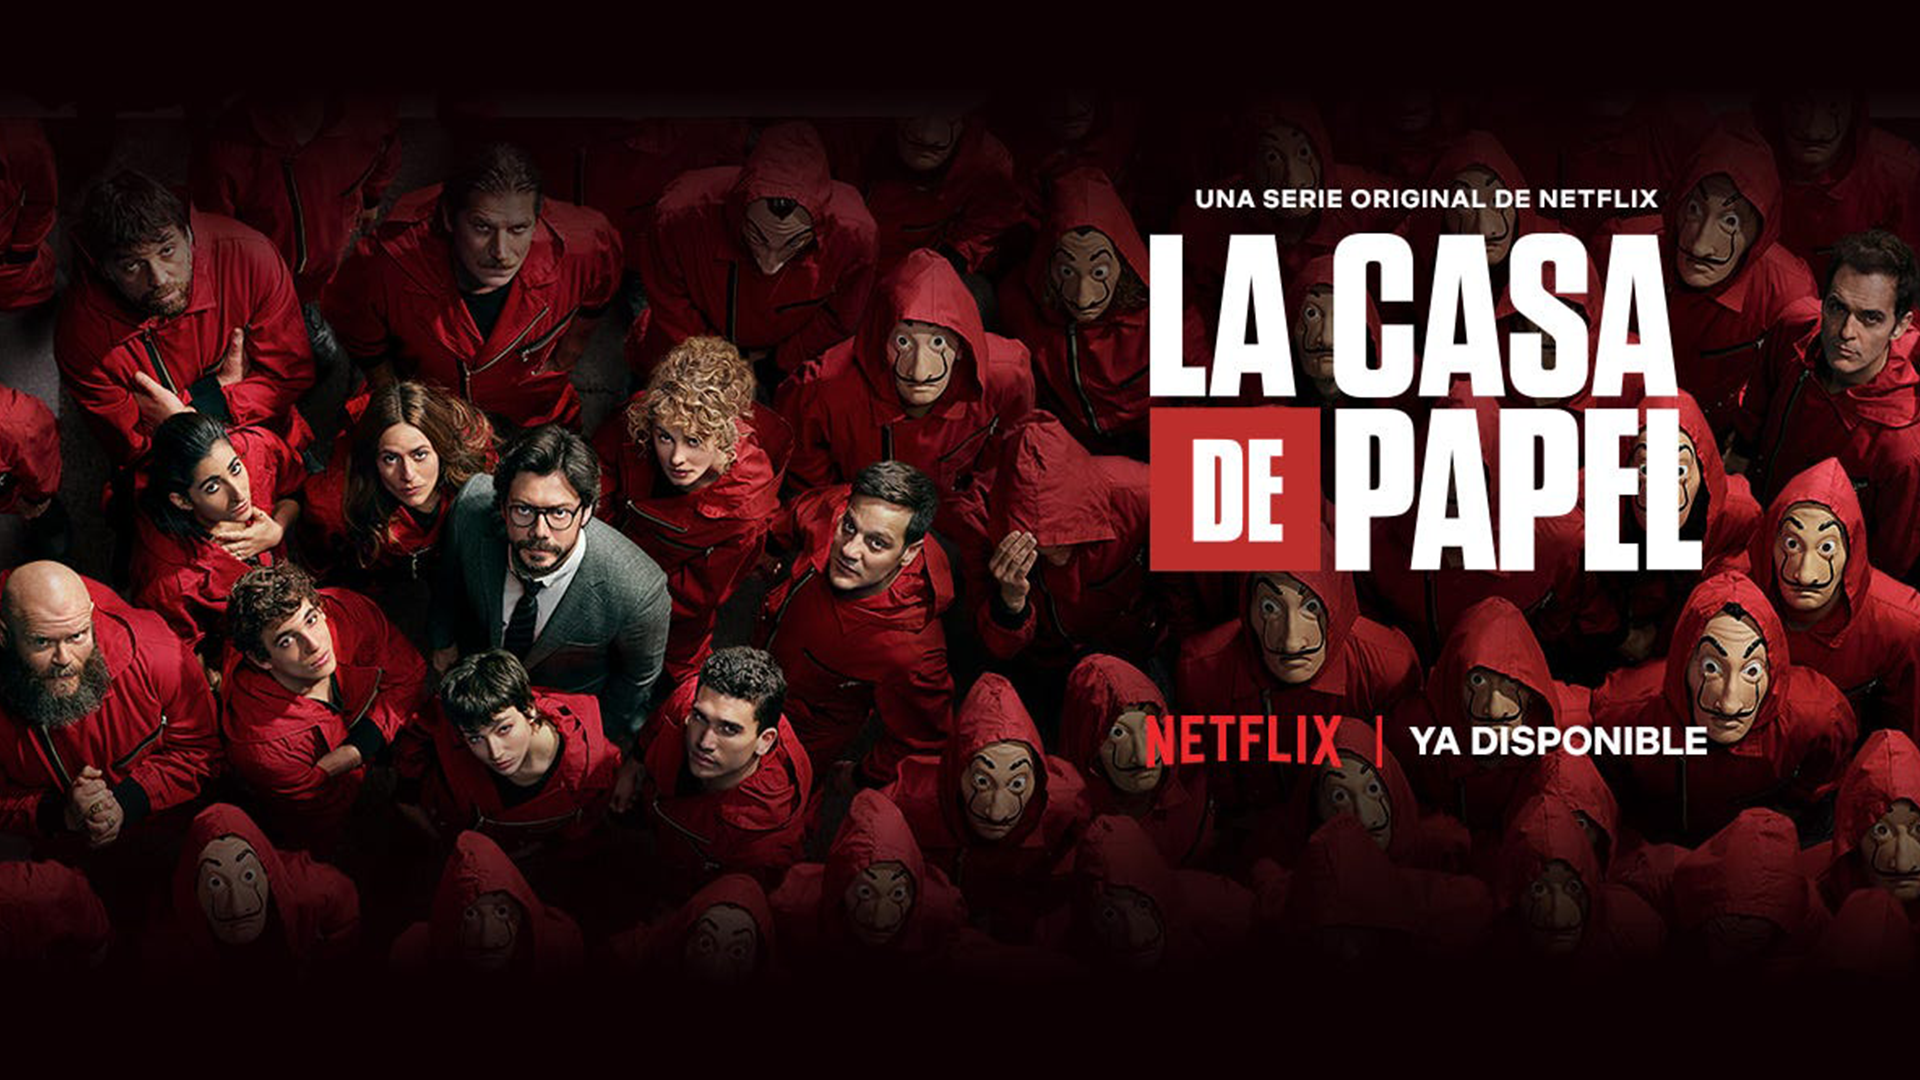 UNA SERIE ORIGINAL DE NETFLIX
LA CASA
DE PAPEL
NETFLIX | YA DISPONIBLE